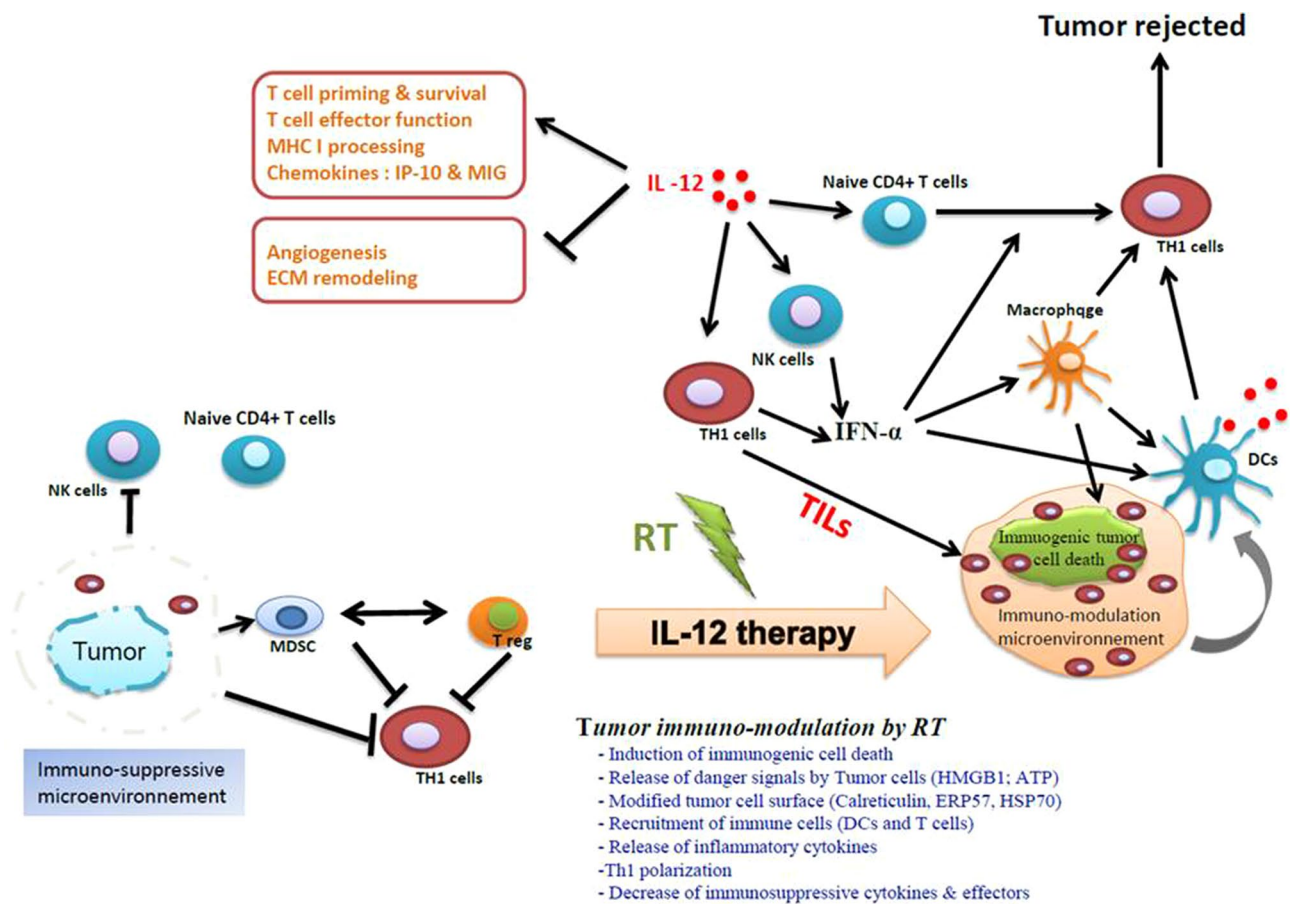 Tumor rejected
T cell priming & survival
T cell effector function
MHC I processing
Chemokines : IP-10 & MIG
IL -12
Naive CD4+ T cells
TH1 cells
Angiogenesis
ECM remodeling
Macrophqge
NK cells
TH1 cells
IFN-α
DCs
Naive CD4+ T cells
NK cells
RT
TILs
Immuogenic tumor
cell death
Immuno-modulation
microenvironnement
Tumor
MDSC
T reg
IL-12 therapy
TH1 cells
Immuno-suppressive
microenvironnement
Tumor immuno-modulation by RT
- Induction of immunogenic cell death
- Release of danger signals by Tumor cells (HMGB1; ATP)
- Modified tumor cell surface (Calreticulin, ERP57, HSP70)
- Recruitment of immune cells (DCs and T cells)
- Release of inflammatory cytokines
-Th1 polarization
- Decrease of immunosuppressive cytokines & effectors